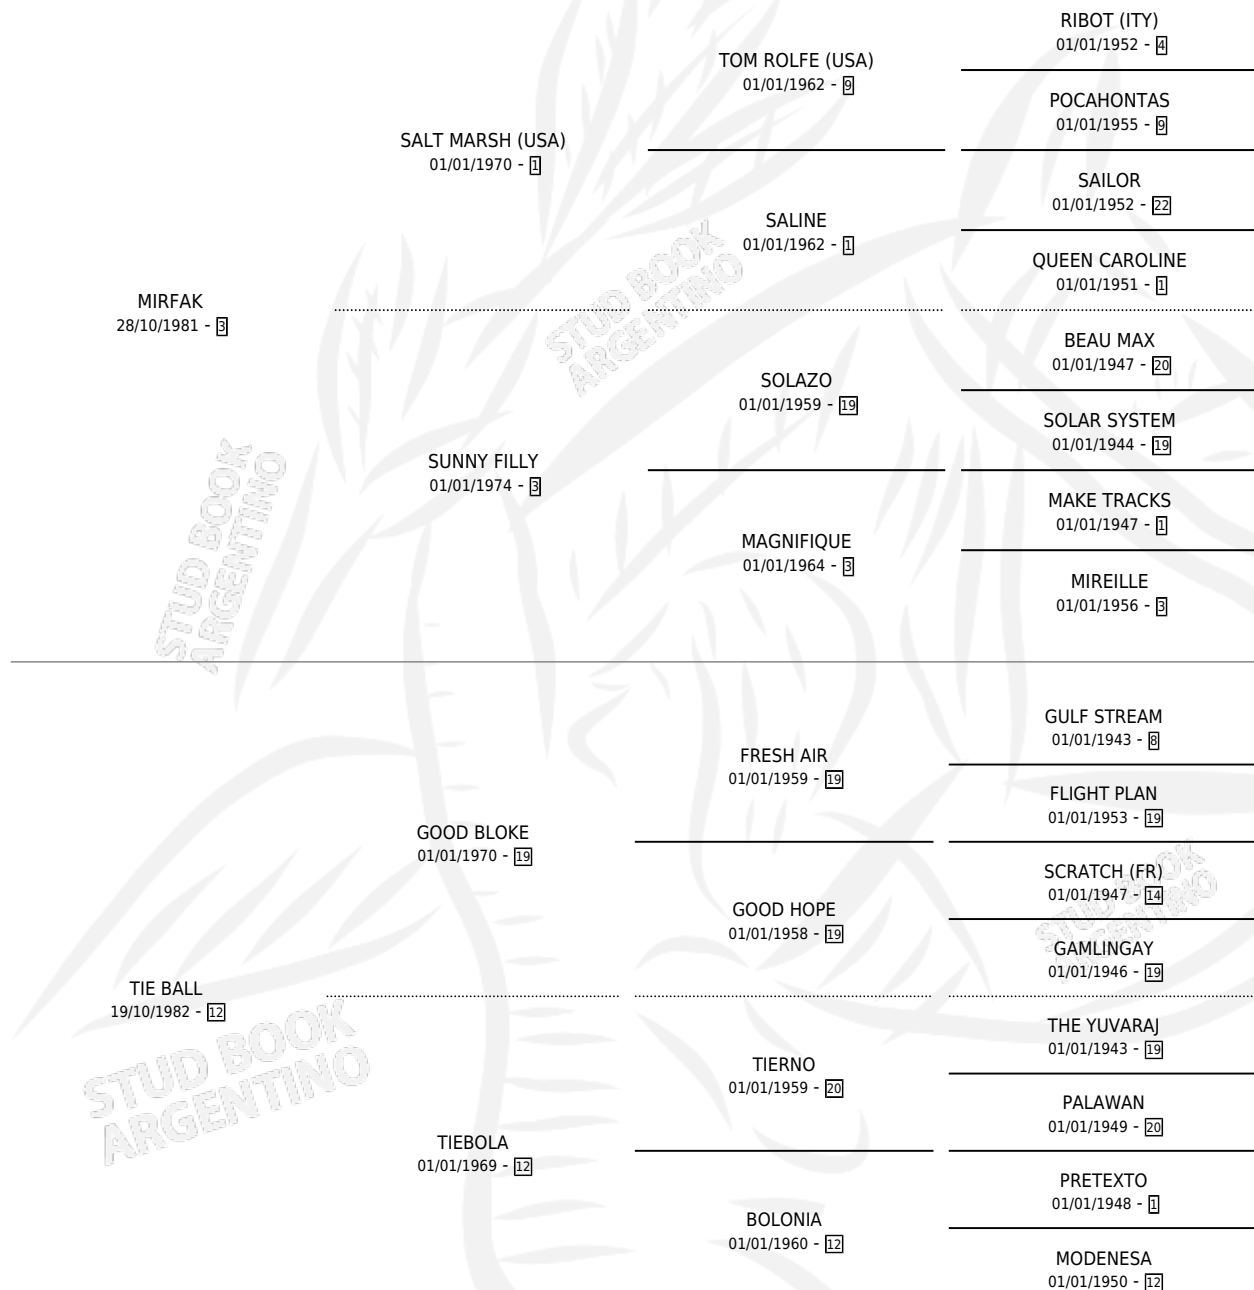 RIBOT (ITY)
01/01/1952 - 4
TOM ROLFE (USA)
01/01/1962 - 9
POCAHONTAS
01/01/1955 - 9
SALT MARSH (USA)
01/01/1970 - 1
SAILOR
01/01/1952 - 22
SALINE
01/01/1962 - 1
QUEEN CAROLINE
01/01/1951 - 1
MIRFAK
28/10/1981 - 3
STUD BOOK
ARGENTINO
BEAU MAX
01/01/1947 - 20
SOLAZO
01/01/1959 - 19
SOLAR SYSTEM
01/01/1944 - 19
SUNNY FILLY
01/01/1974 - 3
MAKE TRACKS
01/01/1947 - 1
MAGNIFIQUE
01/01/1964 - 3
MIREILLE
01/01/1956 - 3
STUD BOOK
ARGENTINO
GULF STREAM
01/01/1943 - 8
FRESH AIR
01/01/1959 - 19
FLIGHT PLAN
01/01/1953 - 19
GOOD BLOKE
01/01/1970 - 19
SCRATCH (FR)
01/01/1947 - 14
GOOD HOPE
01/01/1958 - 19
GAMLINGAY
01/01/1946 - 19
STUD BOOK
ARGENTINO
TIE BALL
19/10/1982 - 12
STUD BOOK
ARGENTINO
THE YUVARAJ
01/01/1943 - 19
TIERNO
01/01/1959 - 20
PALAWAN
01/01/1949 - 20
TIEBOLA
01/01/1969 - 12
PRETEXTO
01/01/1948 - 1
BOLONIA
01/01/1960 - 12
MODENESA
01/01/1950 - 12